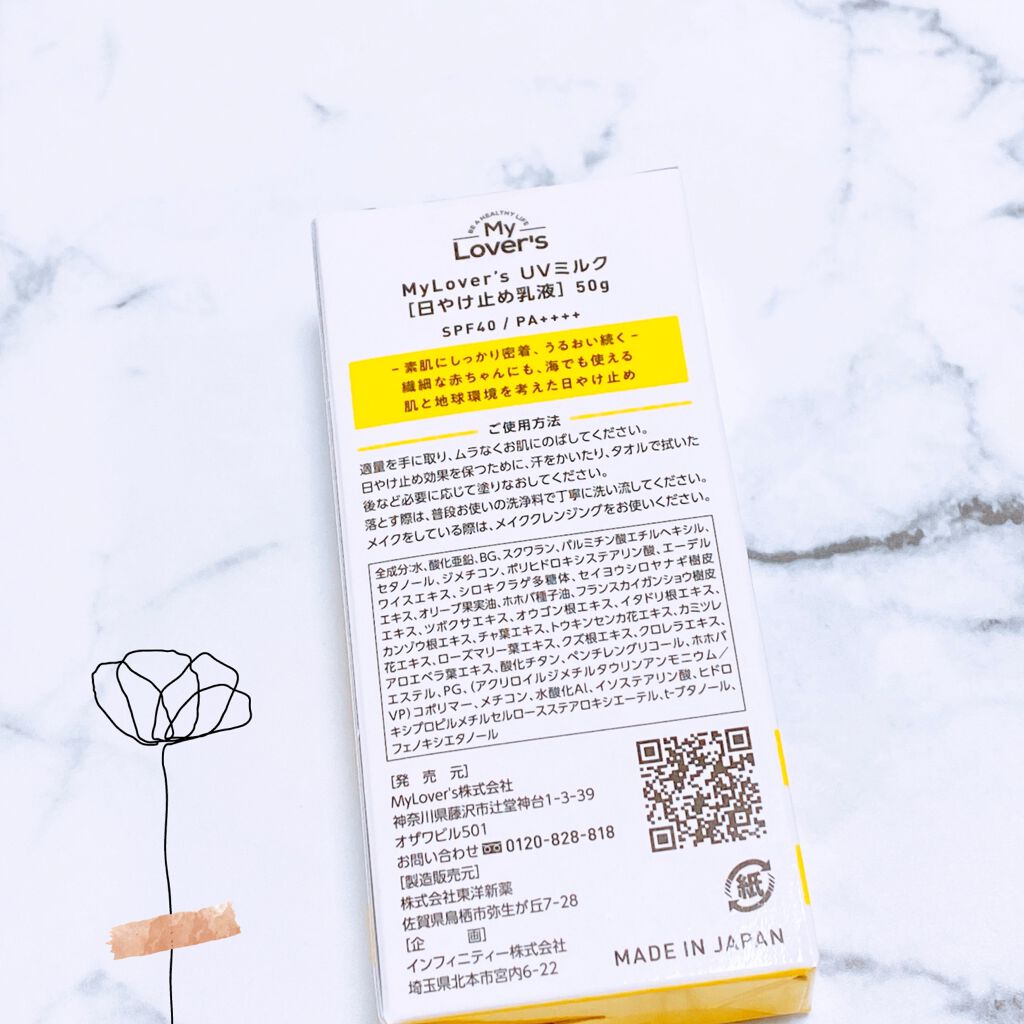 BE A HEALTHY LIFE
My
Lover's
MyLover's UVミルク
[日やけ止め乳液] 50g
SPF40 / PA++++
- 素肌にしっかり密着、うるおい続く -
繊細な赤ちゃんにも、海でも使える
肌と地球環境を考えた日やけ止め
ご使用方法
適量を手に取り、ムラなくお肌にのばしてください。
日やけ止め効果を保つために、汗をかいたり、タオルで拭いた
後など必要に応じて塗りなおしてください。
落とす際は、普段お使いの洗浄料で丁寧に洗い流してください。
メイクをしている際は、メイククレンジングをお使いください。
全成分:水、酸化亜鉛、BG、スクワラン、パルミチン酸エチルヘキシル、
セタノール、ジメチコン、ポリヒドロキシステアリン酸、エーデル
ワイスエキス、シロキクラゲ多糖体、セイヨウシロヤナギ樹皮
エキス、オリーブ果実油、ホホバ種子油、フランスカイガンショウ樹皮
エキス、ツボクサエキス、オウゴン根エキス、イタドリ根エキス、
カンゾウ根エキス、チャ葉エキス、トウキンセンカ花エキス、カミツレ
花エキス、ローズマリー葉エキス、クズ根エキス、クロレラエキス、
アロエベラ葉エキス、酸化チタン、ペンチレングリコール、ホホバ
エステル、PG、(アクリロイルジメチルタウリンアンモニウム/
VP)コポリマー、メチコン、水酸化Al、イソステアリン酸、ヒドロ
キシプロピルメチルセルロースステアロキシエーテル、t-ブタノール、
フェノキシエタノール
[発 売 元]
MyLover's株式会社
神奈川県藤沢市辻堂神台1-3-39
オザワビル501
お問い合わせ 0120-828-818
[製造販売元]
株式会社東洋新薬
佐賀県鳥栖市弥生が丘7-28
[企 画]
インフィニティー株式会社
埼玉県北本市宮内6-22
紙
MADE IN JAPAN